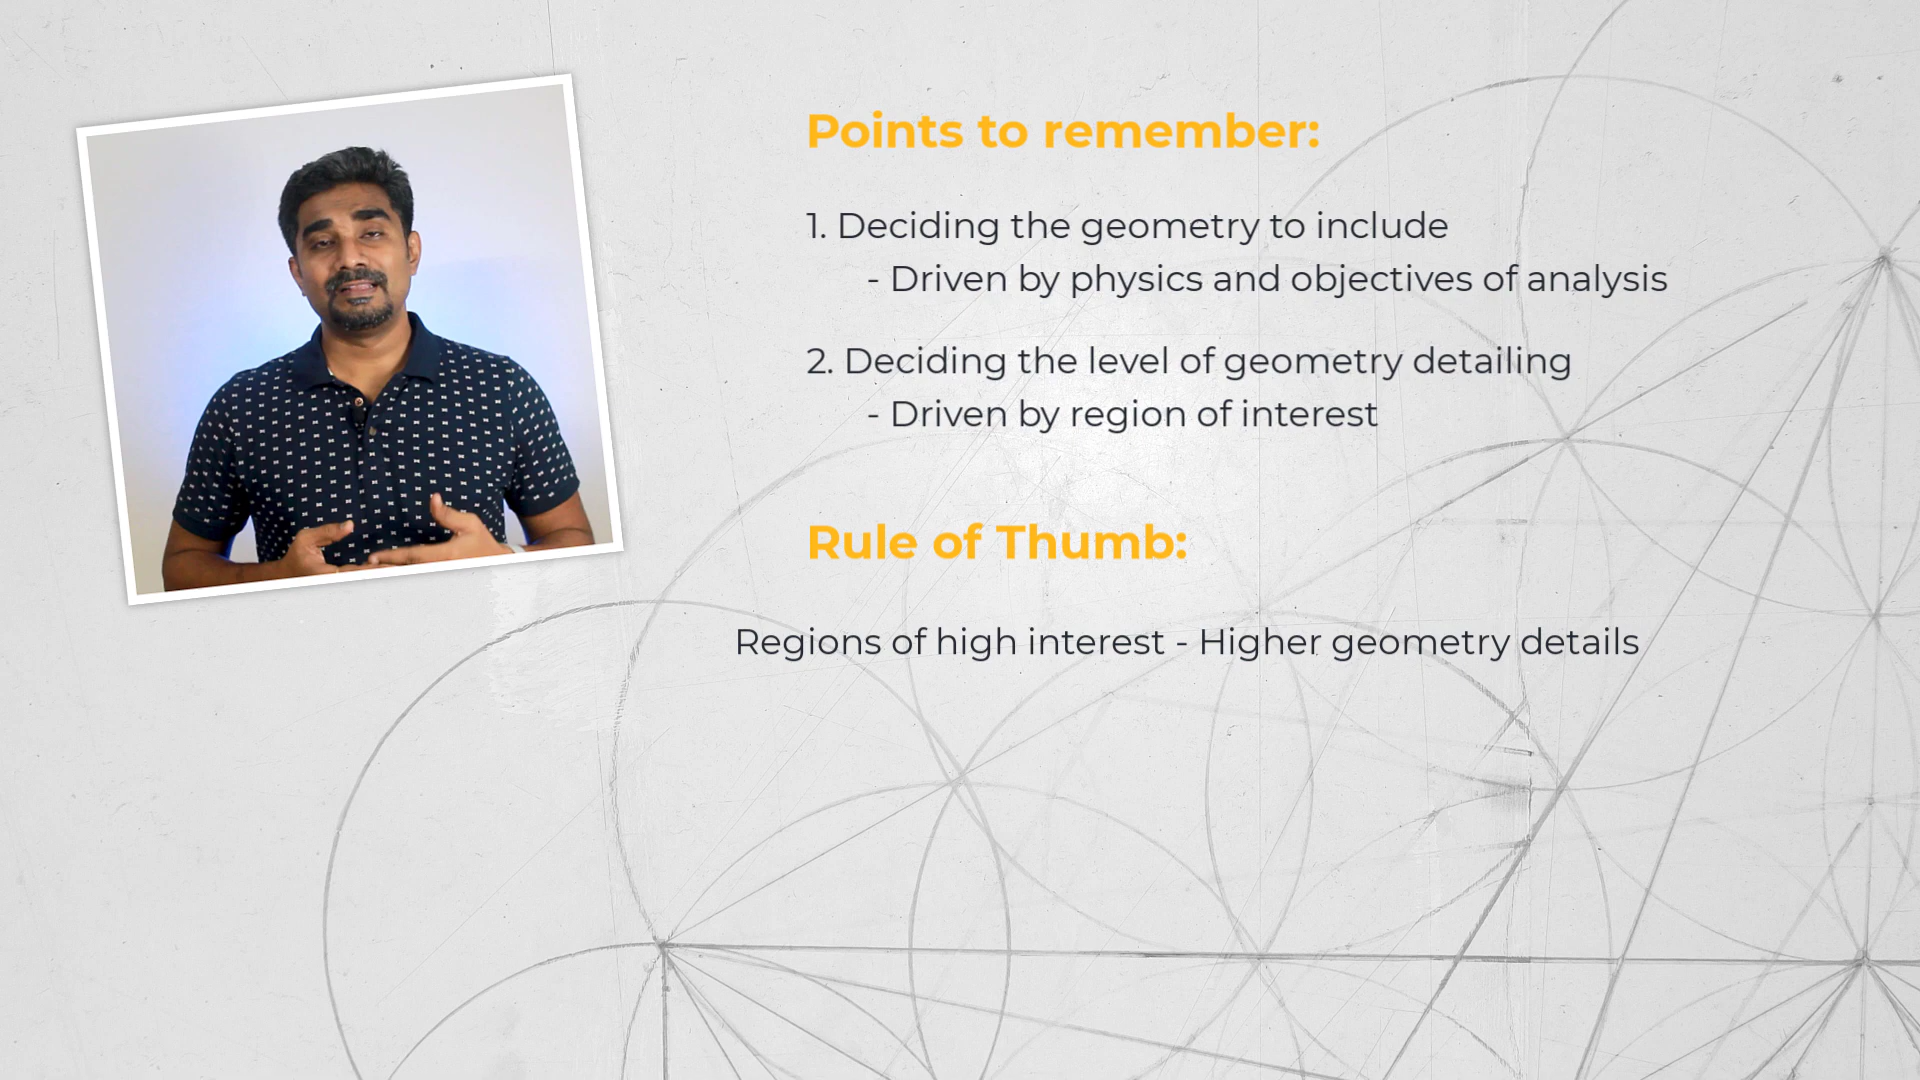 Points to remember:
1. Deciding the geometry to include
- Driven by physics and objectives of analysis
2. Deciding the level of geometry detailing
- Driven by region of interest
Rule of Thumb:
Regions of high interest - Higher geometry details